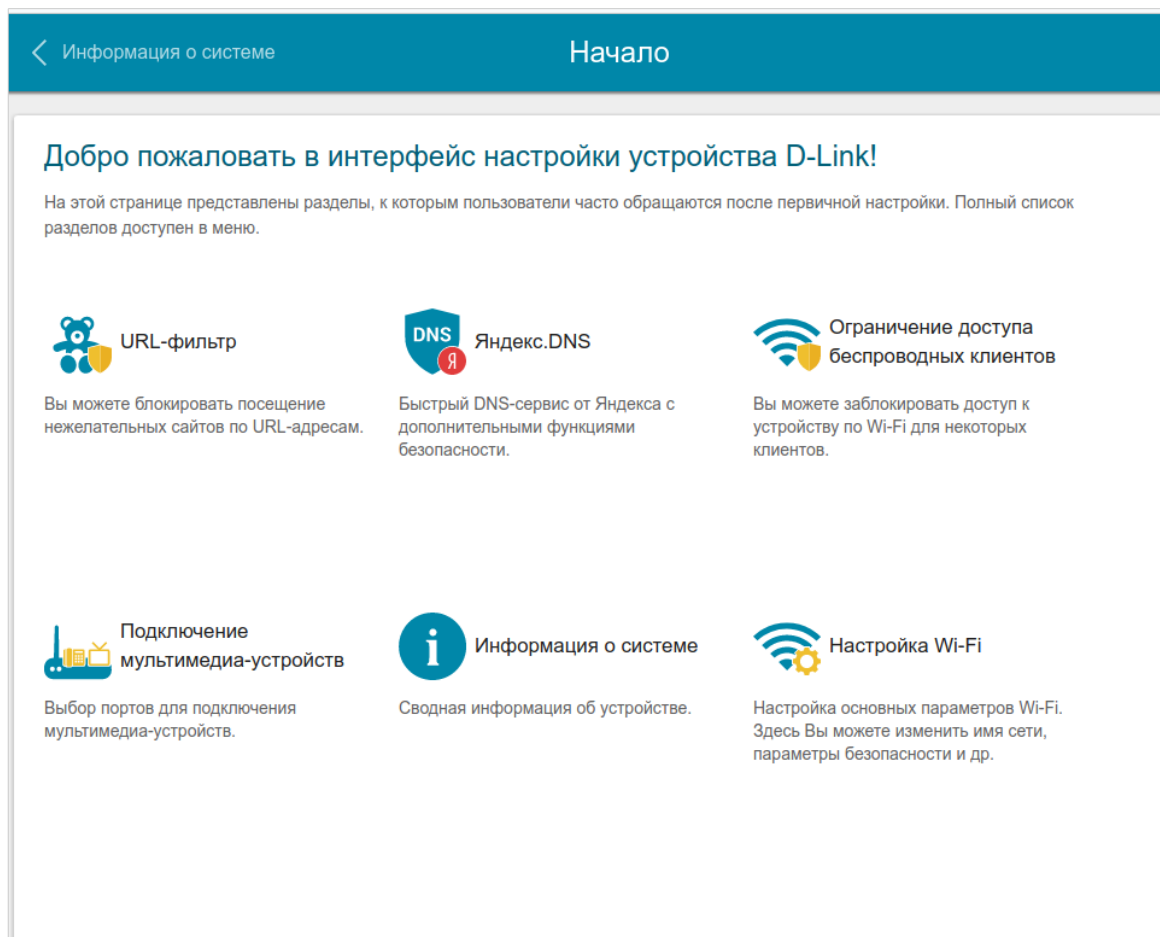 Информация о системе
Начало
Добро пожаловать в интерфейс настройки устройства D-Link!
На этой странице представлены разделы, к которым пользователи часто обращаются после первичной настройки. Полный список
разделов доступен в меню.
URL-фильтр
Вы можете блокировать посещение
нежелательных сайтов по URL-адресам.
DNS
Я
Яндекс.DNS
Быстрый DNS-сервис от Яндекса с
дополнительными функциями
безопасности.
Ограничение доступа
беспроводных клиентов
Вы можете заблокировать доступ к
устройству по Wi-Fi для некоторых
клиентов.
Подключение
мультимедиа-устройств
Выбор портов для подключения
мультимедиа-устройств.
i
Информация о системе
Сводная информация об устройстве.
Настройка Wi-Fi
Настройка основных параметров Wi-Fi.
Здесь Вы можете изменить имя сети,
параметры безопасности и др.